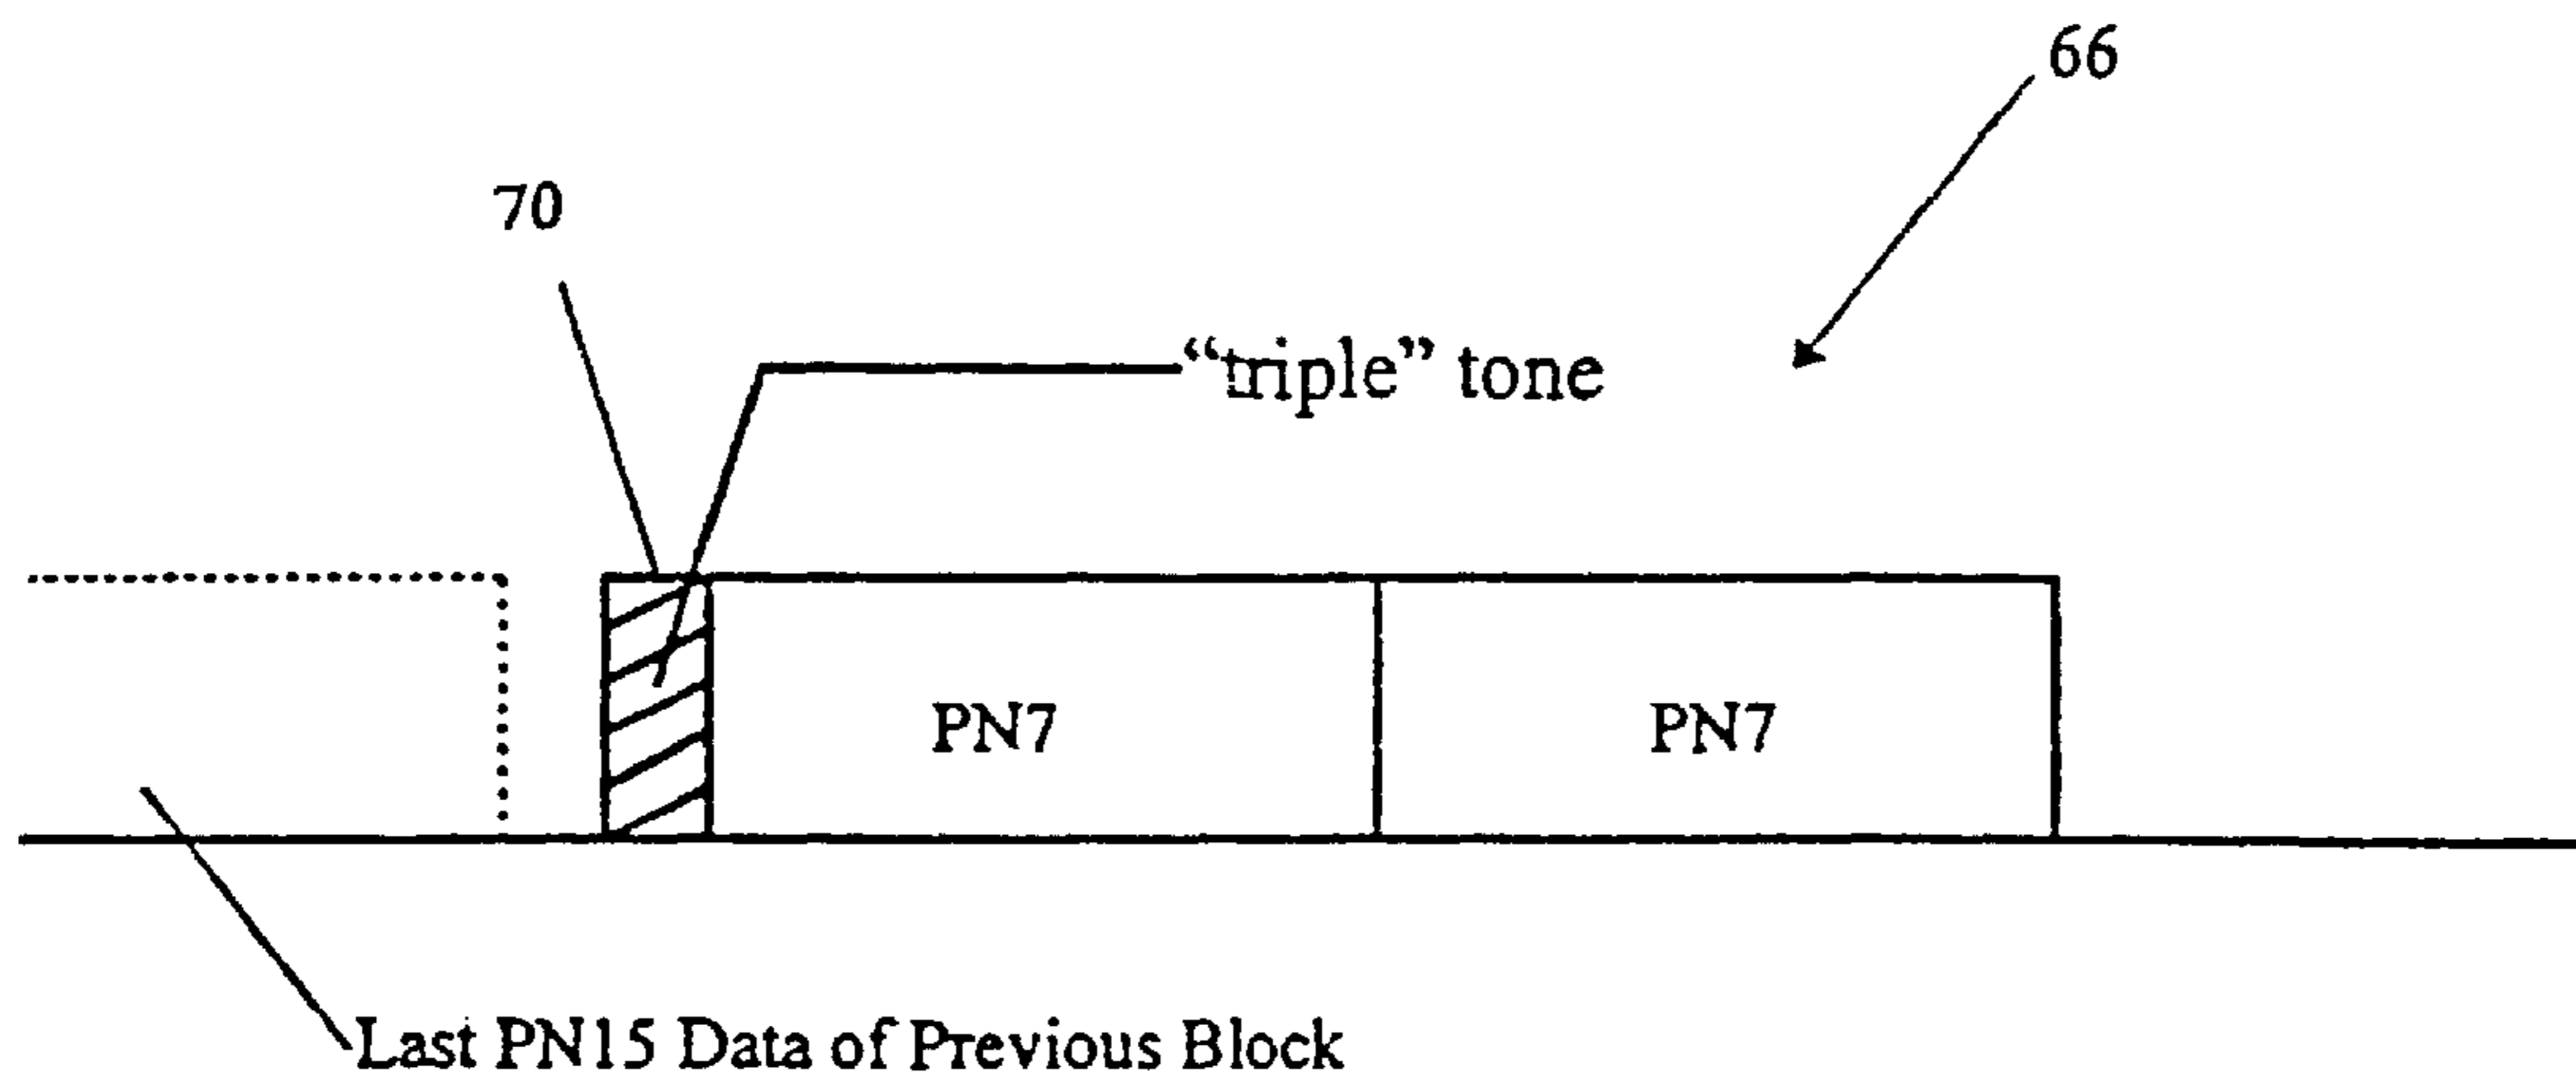 66
70
“triple” tone
PN7
PN7
Last PN15 Data of Previous Block